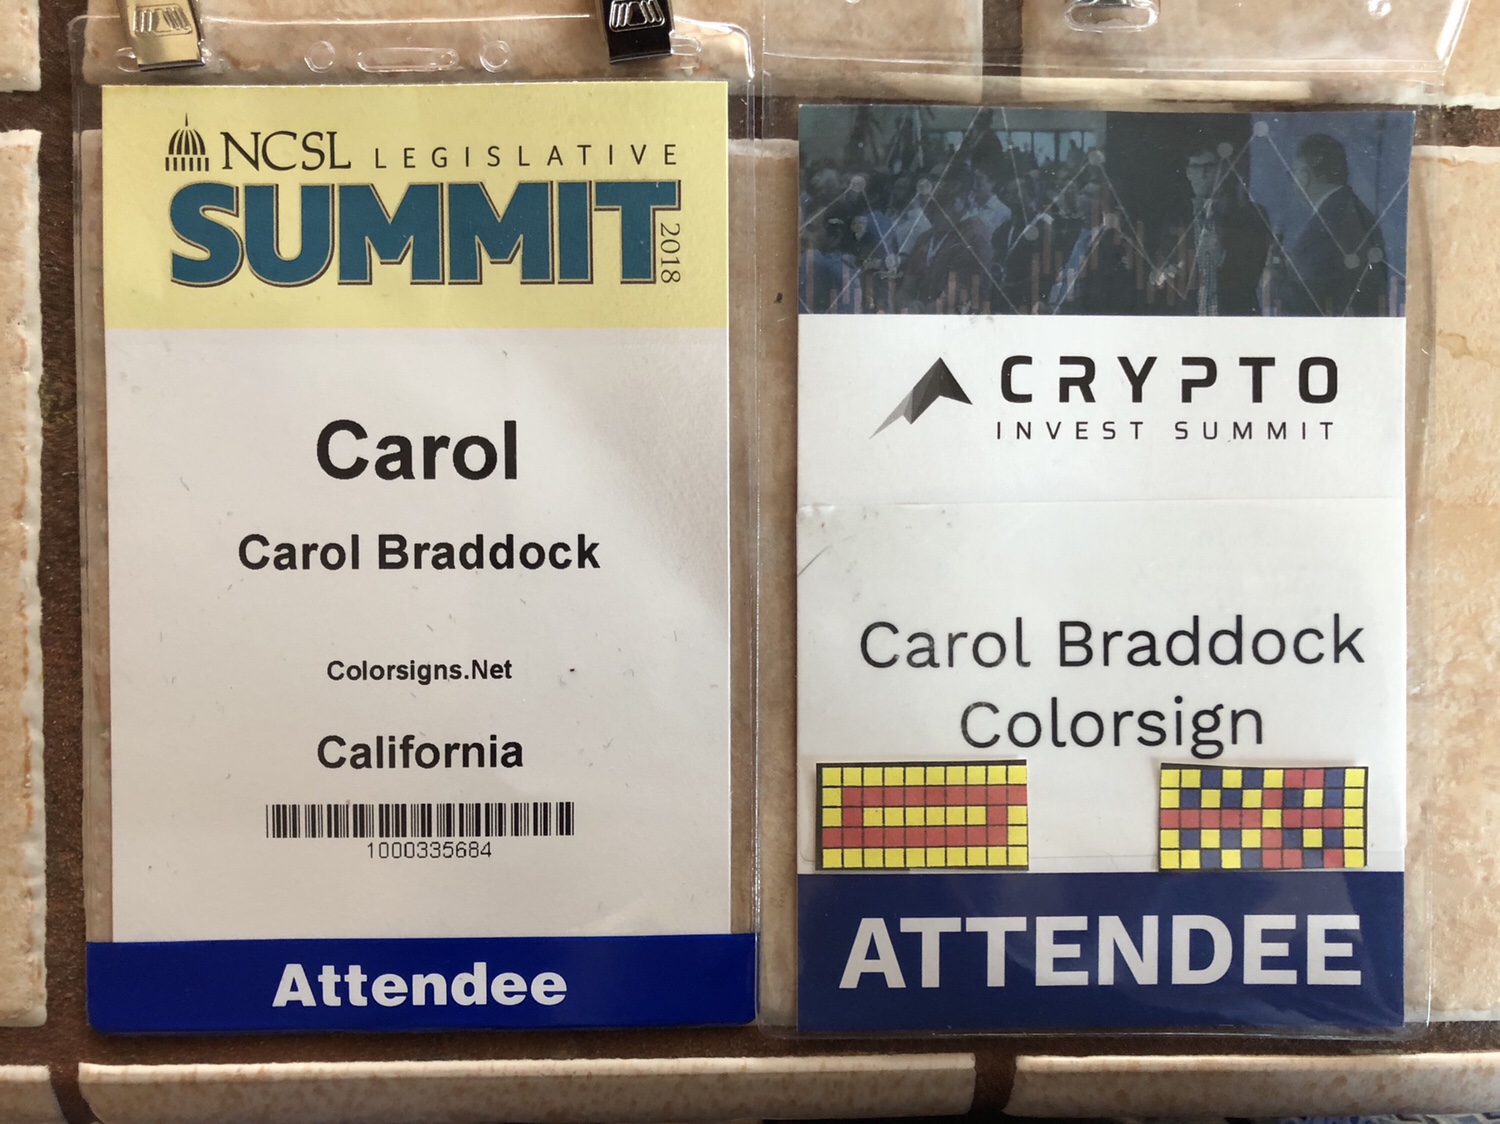 NCSL LEGISLATIVE
SUMMIT
2018
Carol
Carol Braddock
Colorsigns.Net
California
1000335684
Attendee
CRYPTO
INVEST SUMMIT
Carol Braddock
Colorsign
ATTENDEE